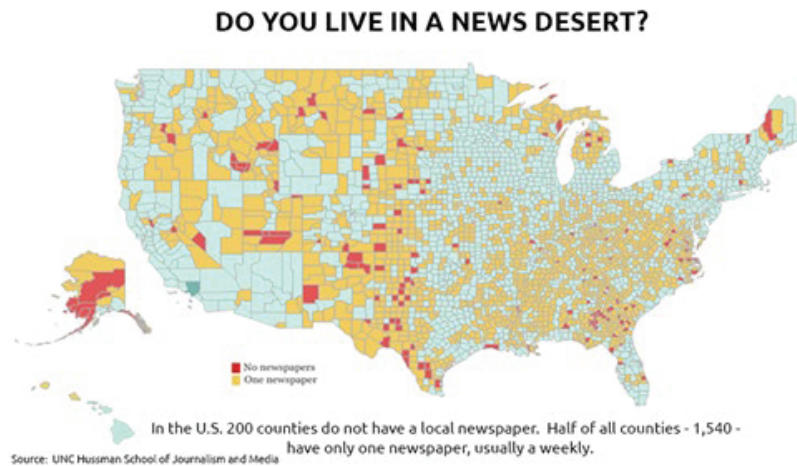 DO YOU LIVE IN A NEWS DESERT?
No newspapers
One newspaper
In the U.S. 200 counties do not have a local newspaper. Half of all counties - 1,540 -
have only one newspaper, usually a weekly.
Source: UNC Hussman School of Journalism and Media